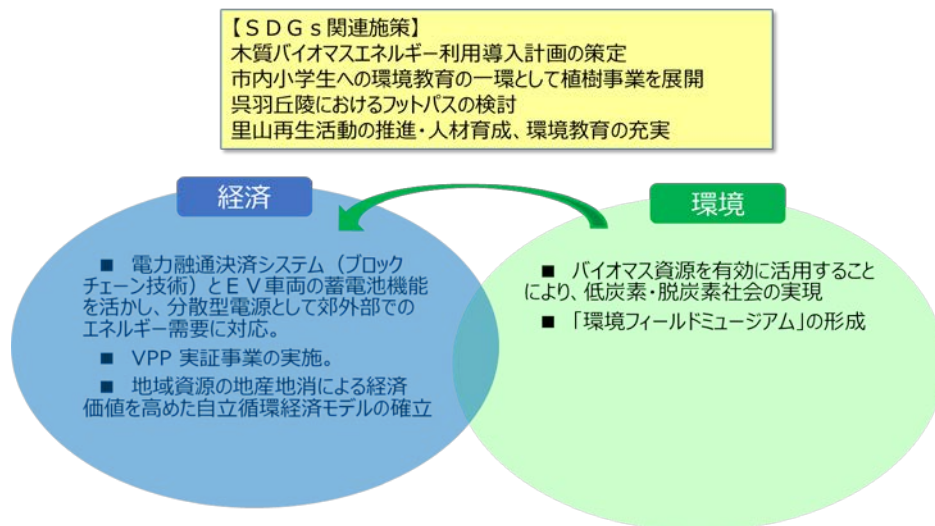 【ＳＤＧｓ関連施策】
木質バイオマスエネルギー利用導入計画の策定
市内小学生への環境教育の一環として植樹事業を展開
呉羽丘陵におけるフットパスの検討
里山再生活動の推進・人材育成、環境教育の充実
経済
■ 電力融通決済システム（ブロック
チェーン技術）とＥＶ車両の蓄電池機能
を活かし、分散型電源として郊外部での
エネルギー需要に対応。
■ VPP 実証事業の実施。
■ 地域資源の地産地消による経済
価値を高めた自立循環経済モデルの確立
環境
■ バイオマス資源を有効に活用すること
により、低炭素・脱炭素社会の実現
■ 「環境フィールドミュージアム」の形成